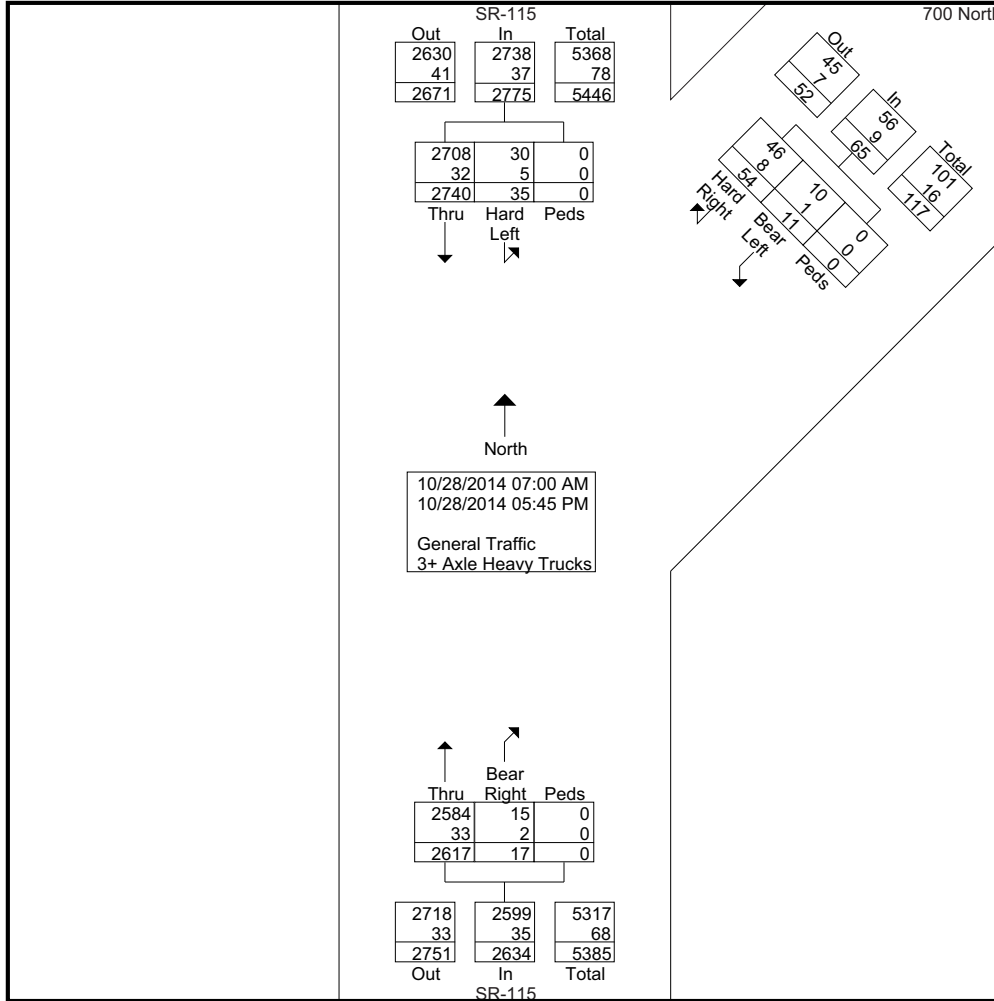 SR-115
Out In Total
2630 2738 5368
41 37 78
2671 2775 5446
2708 30 0
32 5 0
2740 35 0
Thru Hard Left Peds
700 North
Out In Total
45 56 101
7 9 16
52 65 117
46 10 0
8 1 0
54 11 0
Hard Right Bear Left Peds
North
10/28/2014 07:00 AM
10/28/2014 05:45 PM
General Traffic
3+ Axle Heavy Trucks
Thru Bear Right Peds
2584 15 0
33 2 0
2617 17 0
2718 2599 5317
33 35 68
2751 2634 5385
Out In Total
SR-115